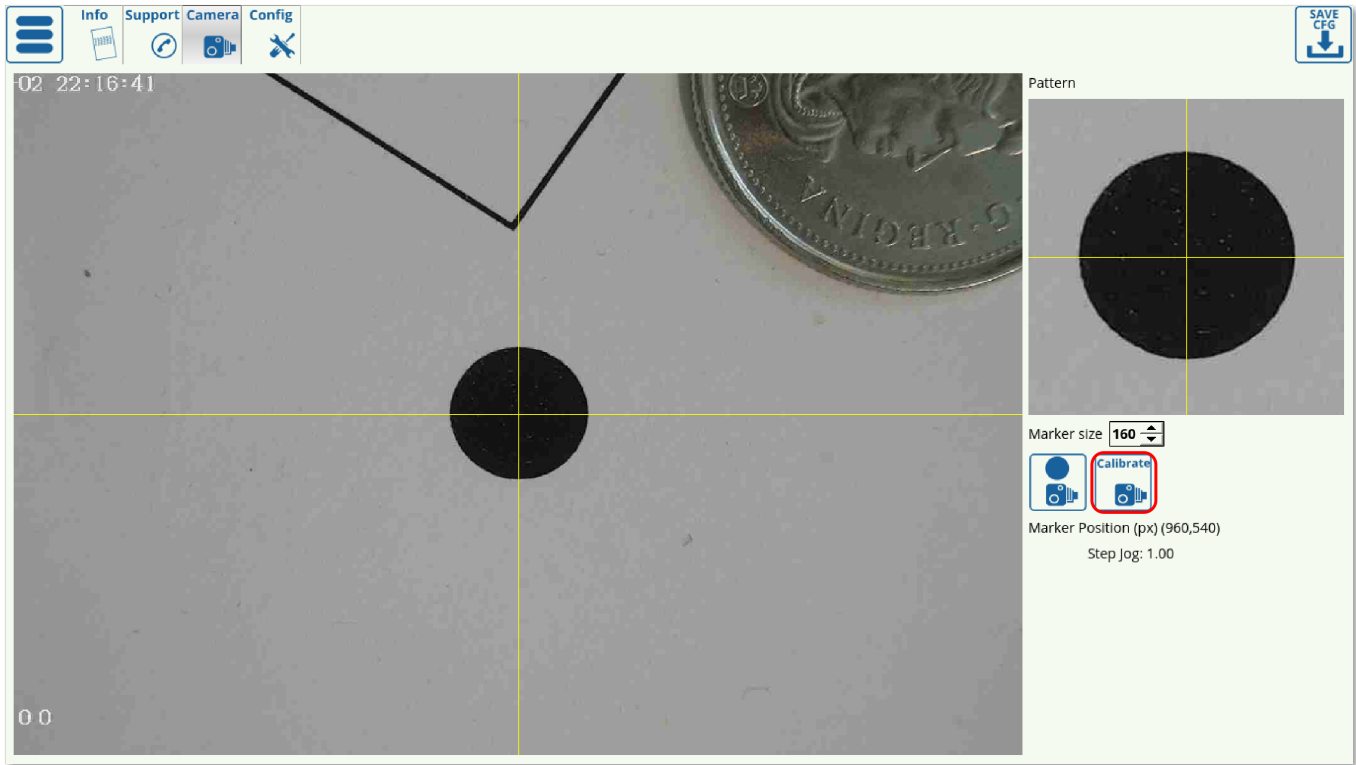 Info Support Camera Config
SAVE
CFG
-02 22:16:41
Pattern
G·REGINA
Marker size 160
Calibrate
Marker Position (px) (960,540)
Step Jog: 1.00
0 0